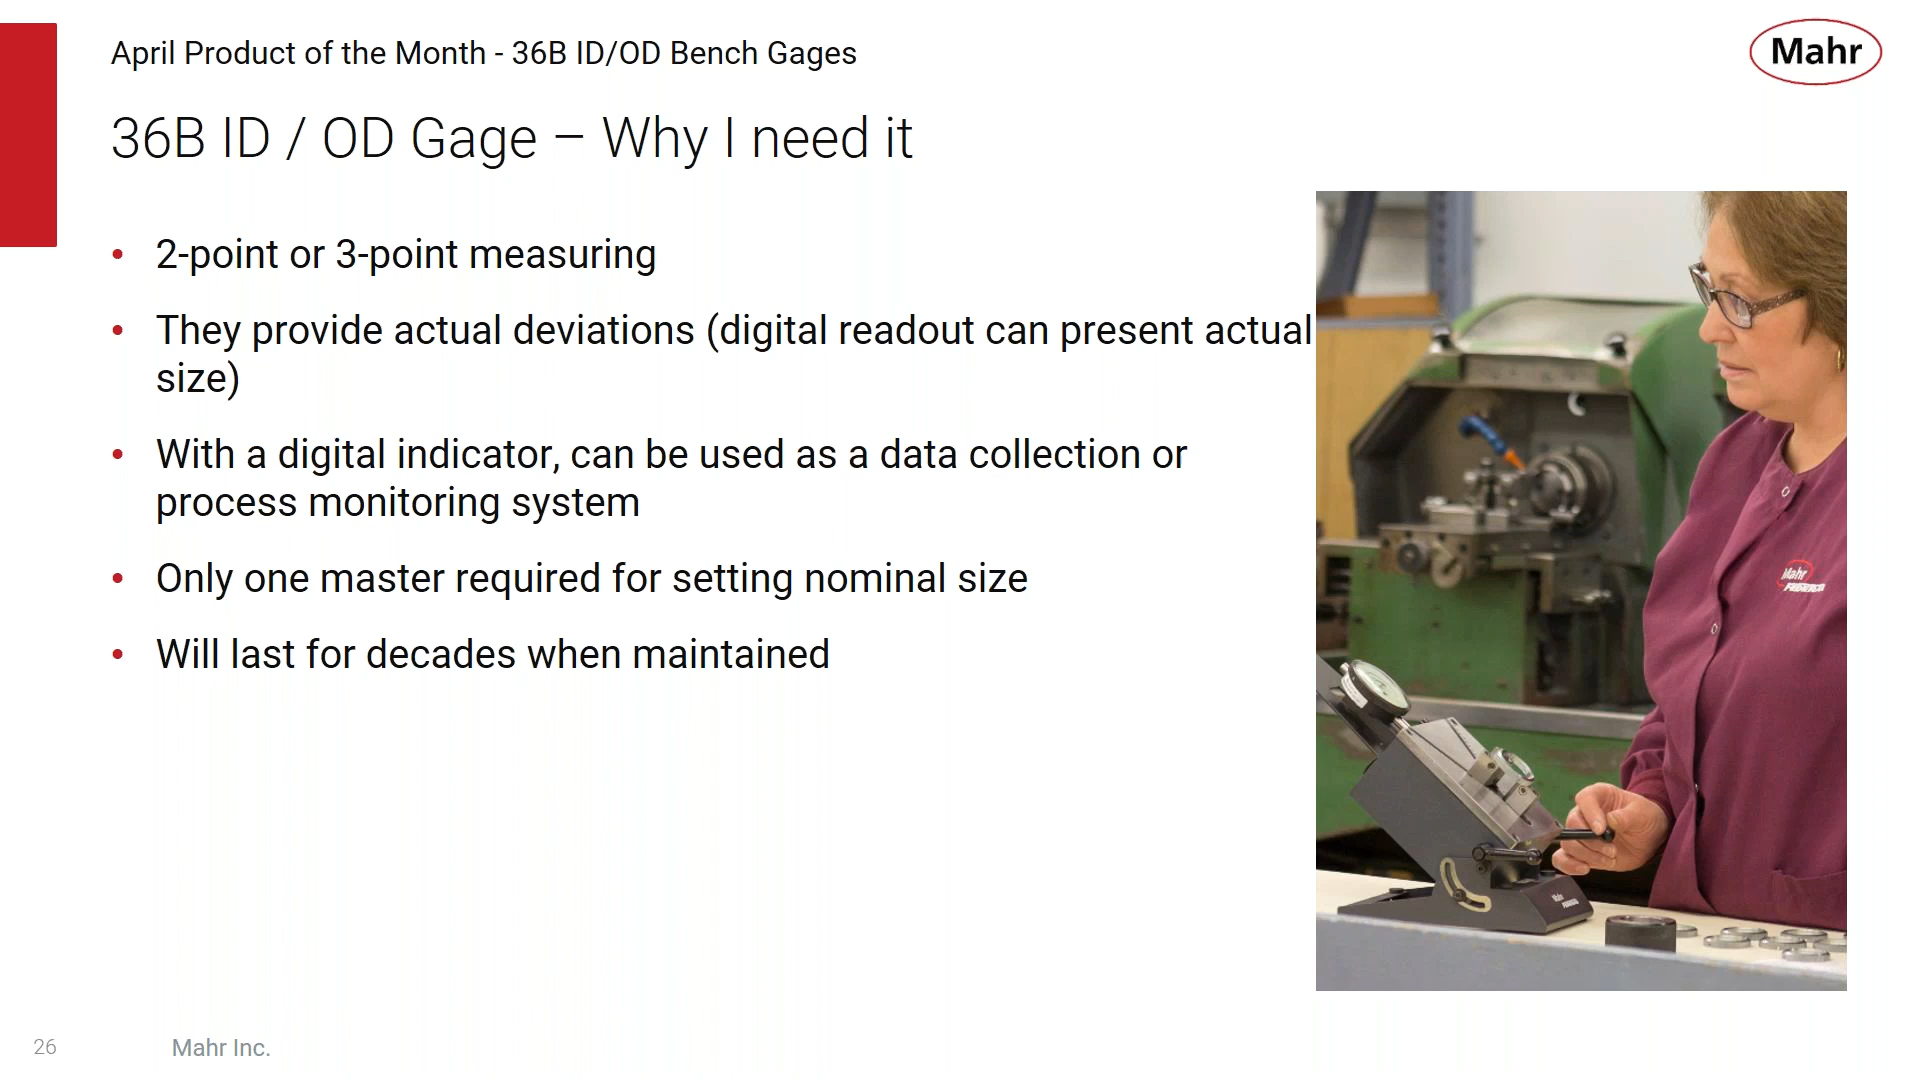 April Product of the Month - 36B ID/OD Bench Gages
Mahr
36B ID / OD Gage – Why I need it
• 2-point or 3-point measuring
• They provide actual deviations (digital readout can present actual
size)
• With a digital indicator, can be used as a data collection or
process monitoring system
• Only one master required for setting nominal size
• Will last for decades when maintained
Mahr
Mahr
26
Mahr Inc.